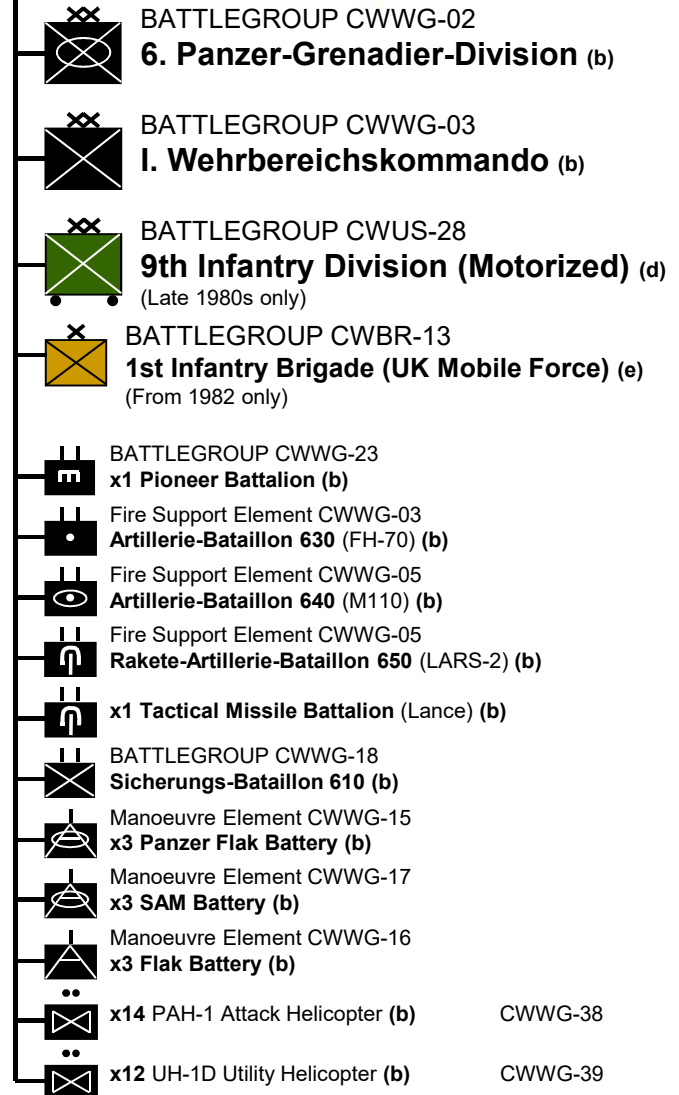 BATTLEGROUP CWWG-02
6. Panzer-Grenadier-Division (b)
BATTLEGROUP CWWG-03
I. Wehrbereichskommando (b)
BATTLEGROUP CWUS-28
9th Infantry Division (Motorized) (d)
(Late 1980s only)
BATTLEGROUP CWBR-13
1st Infantry Brigade (UK Mobile Force) (e)
(From 1982 only)
BATTLEGROUP CWWG-23
x1 Pioneer Battalion (b)
Fire Support Element CWWG-03
Artillerie-Bataillon 630 (FH-70) (b)
Fire Support Element CWWG-05
Artillerie-Bataillon 640 (M110) (b)
Fire Support Element CWWG-05
Rakete-Artillerie-Bataillon 650 (LARS-2) (b)
x1 Tactical Missile Battalion (Lance) (b)
BATTLEGROUP CWWG-18
Sicherungs-Bataillon 610 (b)
Manoeuvre Element CWWG-15
x3 Panzer Flak Battery (b)
Manoeuvre Element CWWG-17
x3 SAM Battery (b)
Manoeuvre Element CWWG-16
x3 Flak Battery (b)
x14 PAH-1 Attack Helicopter (b) CWWG-38
x12 UH-1D Utility Helicopter (b) CWWG-39